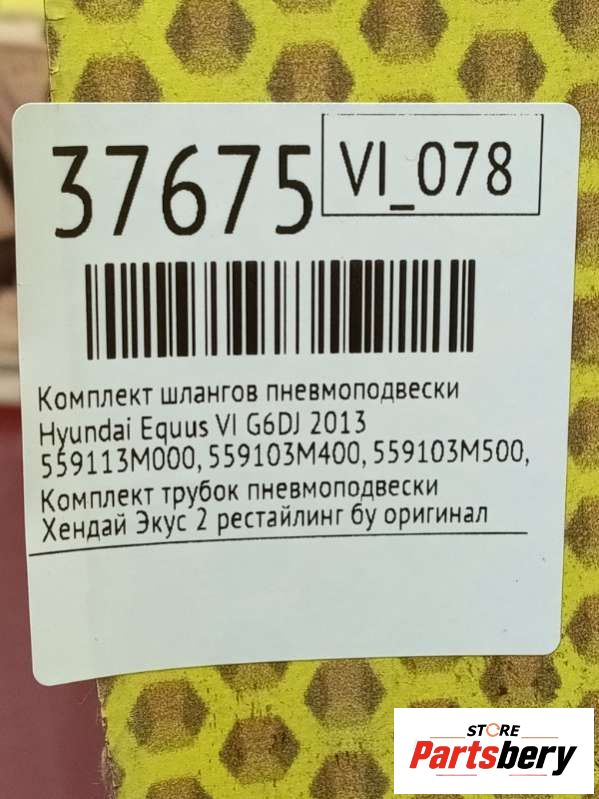 37675
VI_078
Комплект шлангов пневмоподвески
Hyundai Equus VI G6DJ 2013
559113M000, 559103M400, 559103M500,
Комплект трубок пневмоподвески
Хендай Экус 2 рестайлинг бу оригинал
STORE
Partsbery